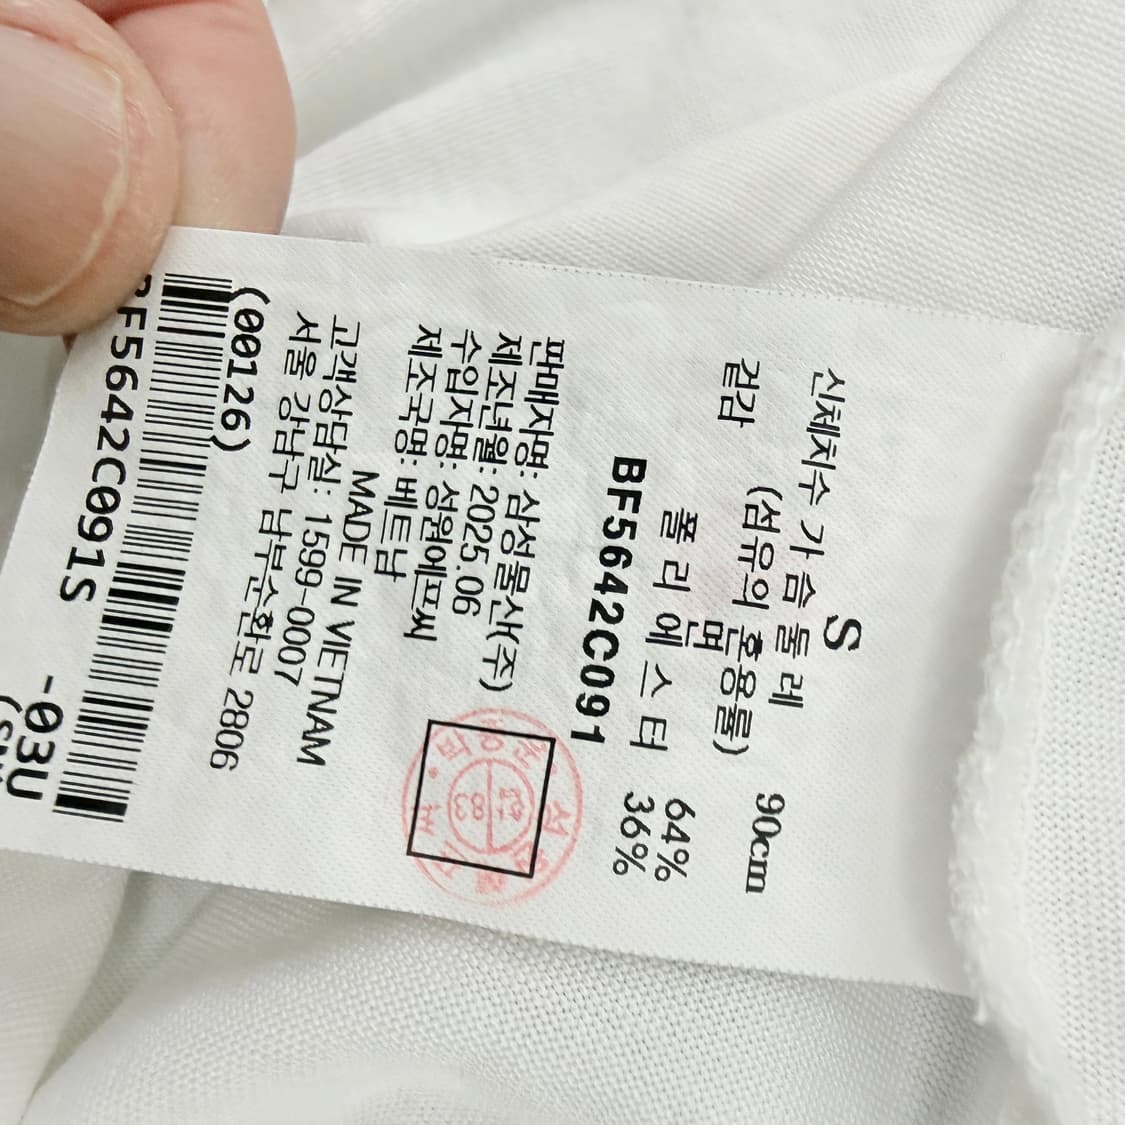 S
신체치수 가슴둘레 90cm
겉감 (섬유의 혼용률)
면 64%
폴리에스터 36%
BF5642C091
판매자명: 삼성물산(주)
제조년월: 2025.06
수입자명: 성원에프씨
제조국명: 베트남
MADE IN VIETNAM
고객상담실: 1599-0007
서울 강남구 남부순환로 2806
(00126)
BF5642C091S -03U